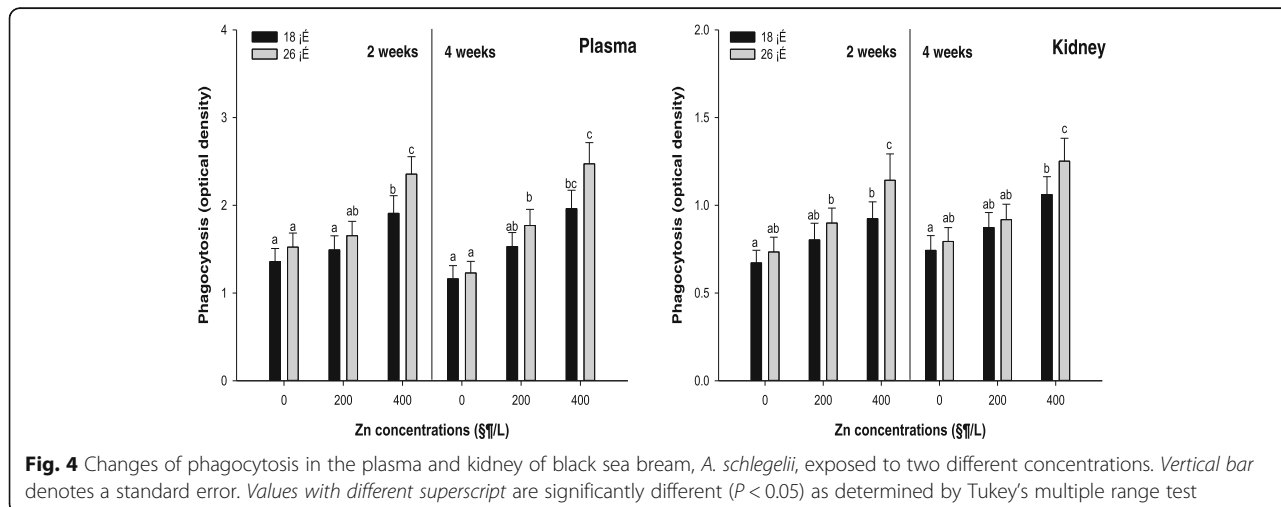 18 ¡É
26 ¡É
2 weeks
4 weeks
Plasma
Phagocytosis (optical density)
4
3
2
1
0
a
a
a
ab
b
c
a
a
ab
b
bc
c
0
200
400
0
200
400
Zn concentrations (§¶/L)
18 ¡É
26 ¡É
2 weeks
4 weeks
Kidney
Phagocytosis (optical density)
2.0
1.5
1.0
0.5
0.0
a
ab
ab
b
b
c
a
ab
ab
ab
b
c
0
200
400
0
200
400
Zn concentrations (§¶/L)
Fig. 4 Changes of phagocytosis in the plasma and kidney of black sea bream, A. schlegelii, exposed to two different concentrations. Vertical bar
denotes a standard error. Values with different superscript are significantly different (P < 0.05) as determined by Tukey’s multiple range test